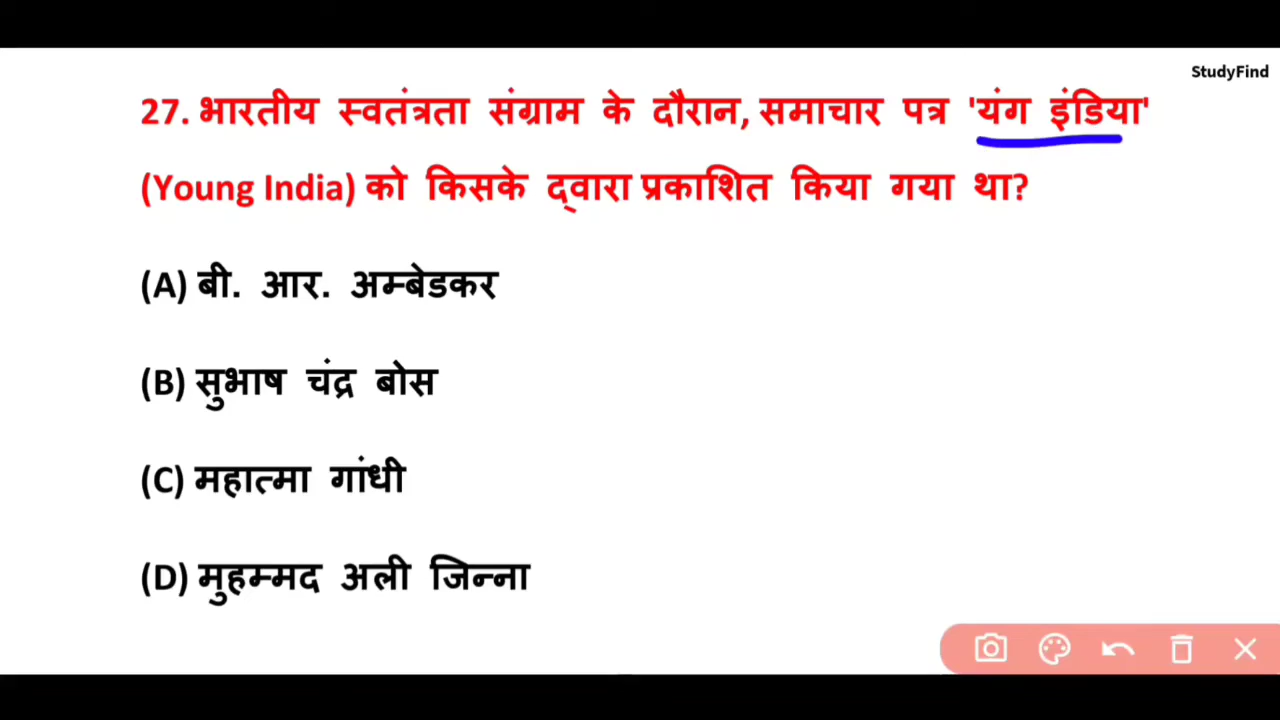 StudyFind
27. भारतीय स्वतंत्रता संग्राम के दौरान, समाचार पत्र 'यंग इंडिया'
(Young India) को किसके द्वारा प्रकाशित किया गया था?
(A) बी. आर. अम्बेडकर
(B) सुभाष चंद्र बोस
(C) महात्मा गांधी
(D) मुहम्मद अली जिन्ना